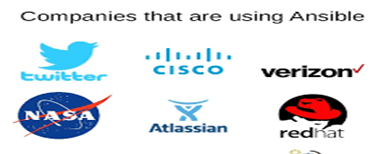 Companies that are using Ansible
twitter
CISCO
verizon✓
NASA
Atlassian
redhat